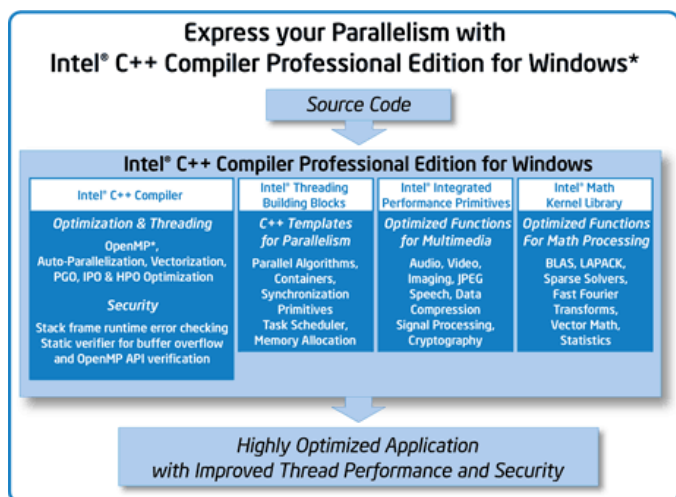 Express your Parallelism with
Intel® C++ Compiler Professional Edition for Windows*
Source Code
Intel® C++ Compiler Professional Edition for Windows
Intel® C++ Compiler
Optimization & Threading
OpenMP*,
Auto-Parallelization, Vectorization,
PGO, IPO & HPO Optimization
Security
Stack frame runtime error checking
Static verifier for buffer overflow
and OpenMP API verification
Intel® Threading
Building Blocks
C++ Templates
for Parallelism
Parallel Algorithms,
Containers,
Synchronization
Primitives
Task Scheduler,
Memory Allocation
Intel® Integrated
Performance Primitives
Optimized Functions
for Multimedia
Audio, Video,
Imaging, JPEG
Speech, Data
Compression
Signal Processing,
Cryptography
Intel® Math
Kernel Library
Optimized Functions
For Math Processing
BLAS, LAPACK,
Sparse Solvers,
Fast Fourier
Transforms,
Vector Math,
Statistics
Highly Optimized Application
with Improved Thread Performance and Security